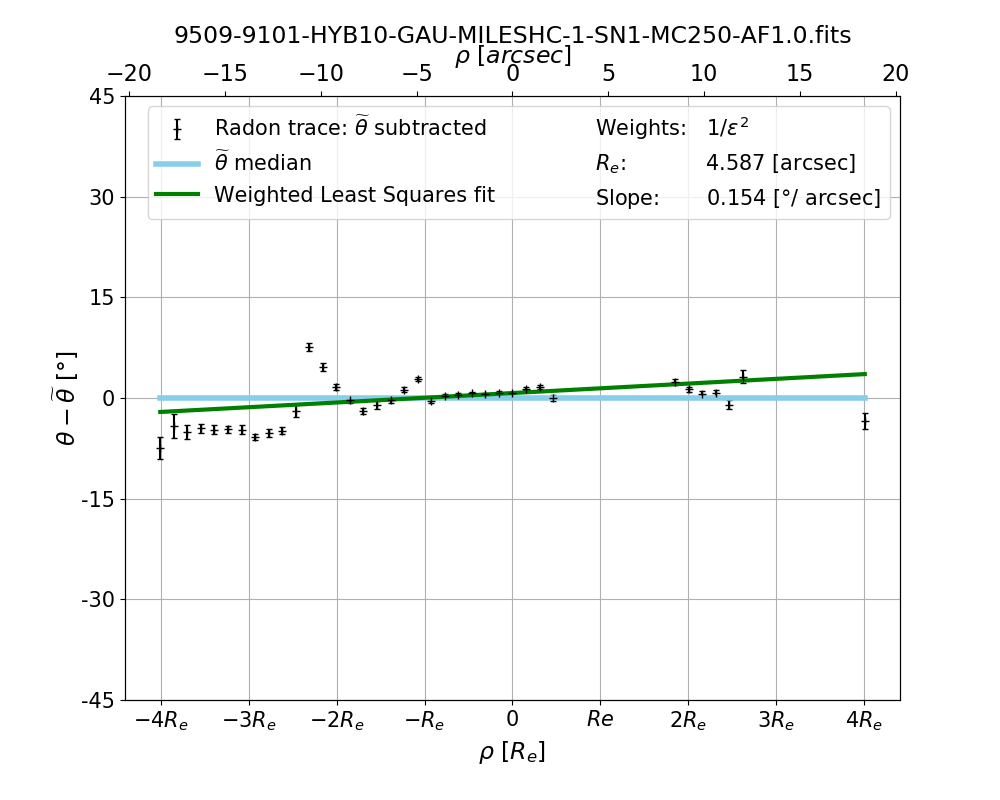 9509-9101-HYB10-GAU-MILESHC-1-SN1-MC250-AF1.0.fits
ρ [arcsec]
−20 −15 −10 −5 0 5 10 15 20
Radon trace: θ̃ subtracted
θ̃ median
Weighted Least Squares fit
Weights: 1/ε²
Rₑ: 4.587 [arcsec]
Slope: 0.154 [°/ arcsec]
45
30
15
0
-15
-30
-45
θ − θ̃ [°]
−4Rₑ −3Rₑ −2Rₑ −Rₑ 0 Re 2Rₑ 3Rₑ 4Rₑ
ρ [Rₑ]